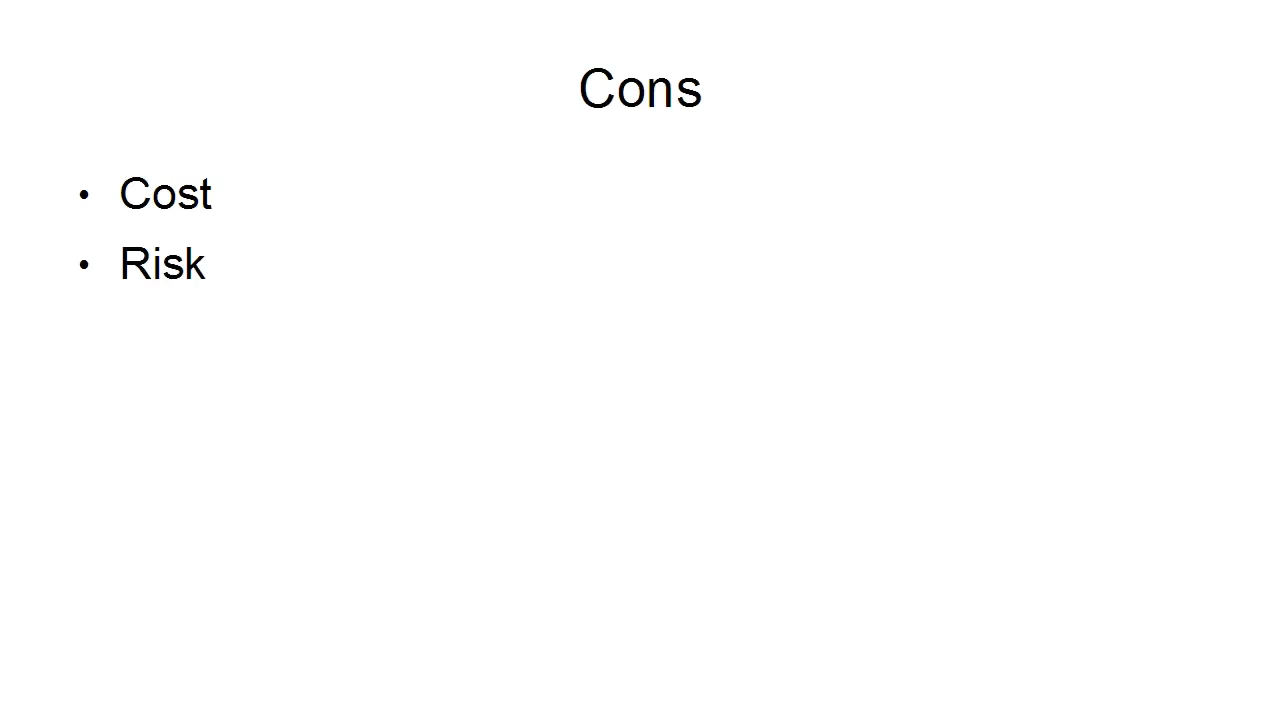 Cons
• Cost
• Risk